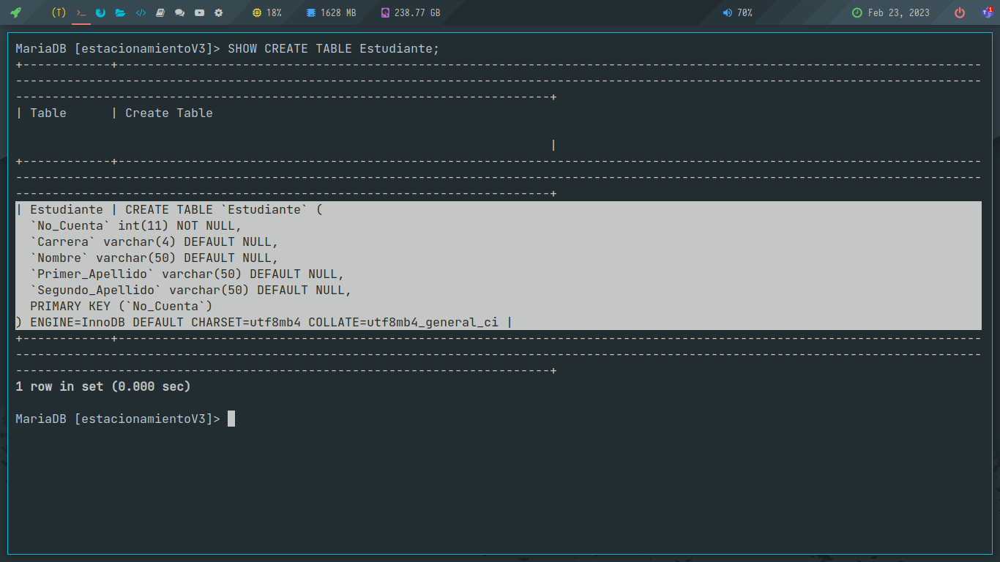 (T) 18% 1628 MB 238.77 GB 70% Feb 23, 2023 1
MariaDB [estacionamientoV3]> SHOW CREATE TABLE Estudiante;
+------------+----------------------------------------------------------------------------------------------------------------------
------------------------------------------------------------------------------------------------------------------------------------
-------------------------------------------------------------------------+
| Table      | Create Table
|
+------------+----------------------------------------------------------------------------------------------------------------------
------------------------------------------------------------------------------------------------------------------------------------
-------------------------------------------------------------------------+
| Estudiante | CREATE TABLE `Estudiante` (
  `No_Cuenta` int(11) NOT NULL,
  `Carrera` varchar(4) DEFAULT NULL,
  `Nombre` varchar(50) DEFAULT NULL,
  `Primer_Apellido` varchar(50) DEFAULT NULL,
  `Segundo_Apellido` varchar(50) DEFAULT NULL,
  PRIMARY KEY (`No_Cuenta`)
) ENGINE=InnoDB DEFAULT CHARSET=utf8mb4 COLLATE=utf8mb4_general_ci |
+------------+----------------------------------------------------------------------------------------------------------------------
------------------------------------------------------------------------------------------------------------------------------------
-------------------------------------------------------------------------+
1 row in set (0.000 sec)
MariaDB [estacionamientoV3]>